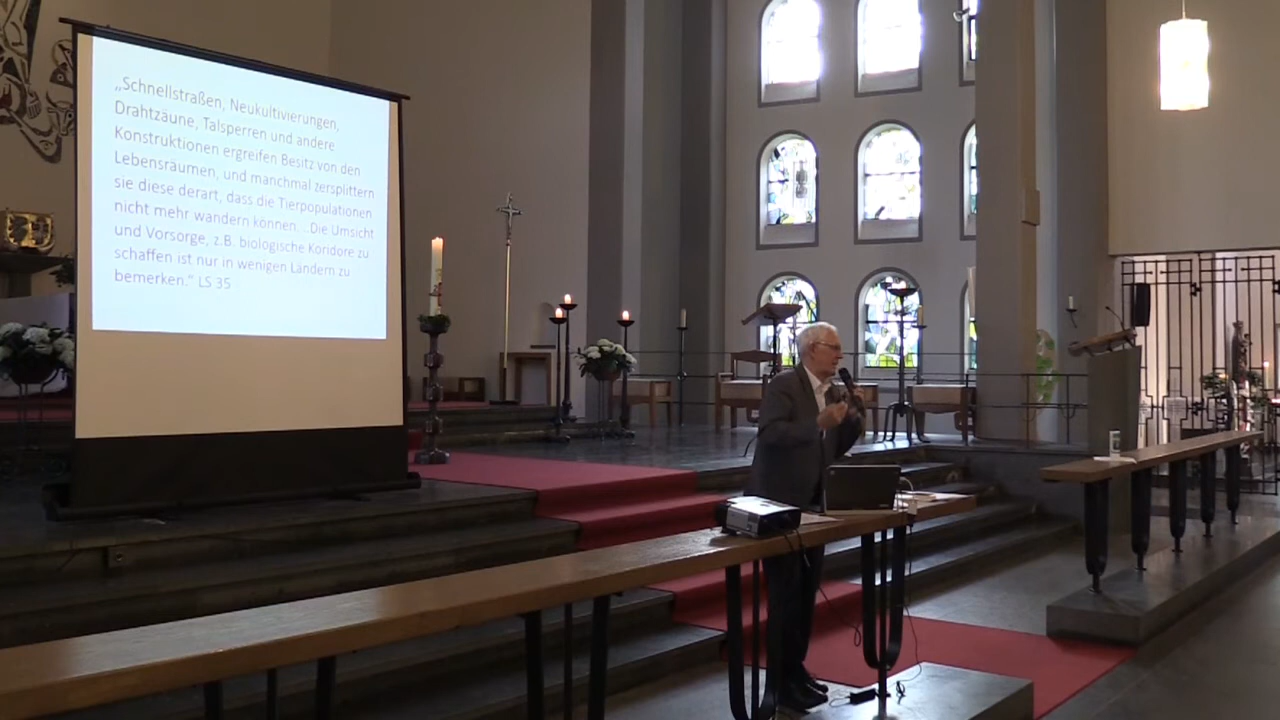 „Schnellstraßen, Neukultivierungen,
Drahtzäune, Talsperren und andere
Konstruktionen ergreifen Besitz von den
Lebensräumen, und manchmal zersplittern
sie diese derart, dass die Tierpopulationen
nicht mehr wandern können. ..Die Umsicht
und Vorsorge, z.B. biologische Koridore zu
schaffen ist nur in wenigen Ländern zu
bemerken." LS 35